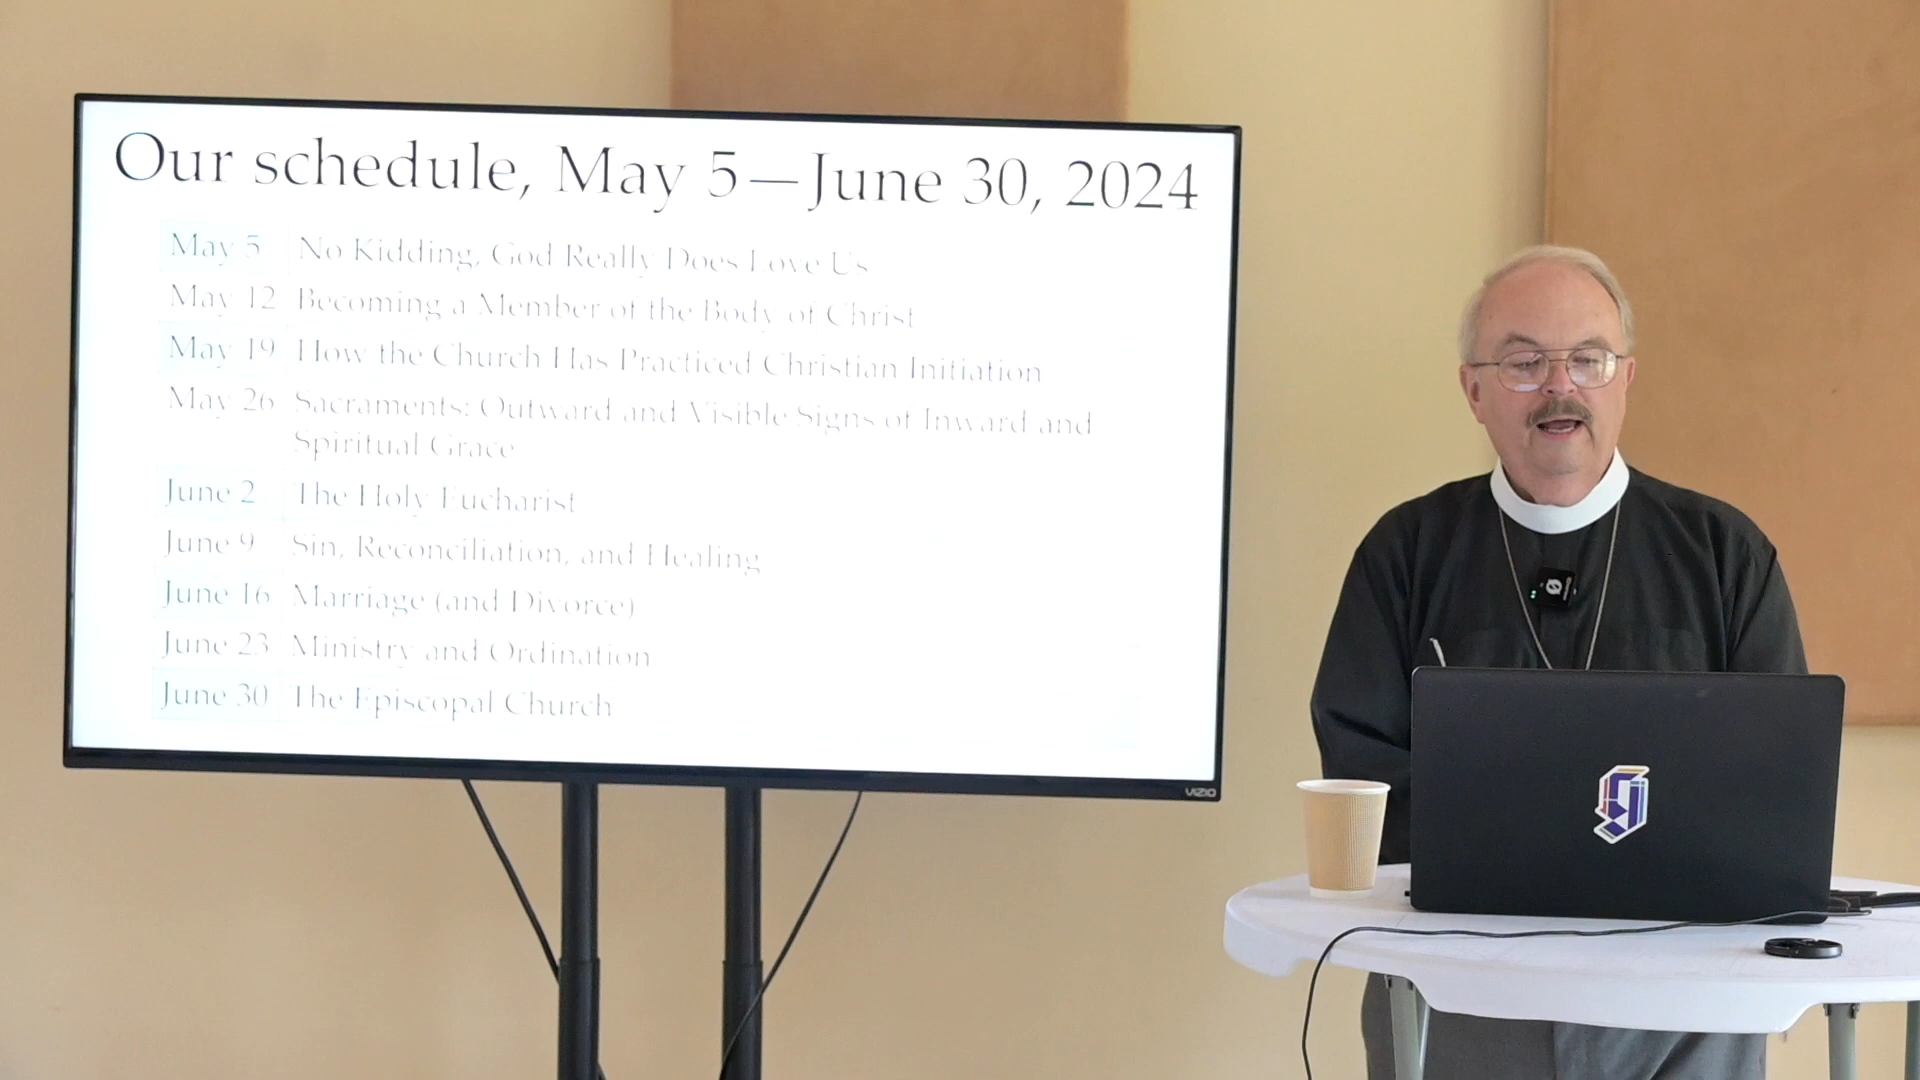 Our schedule, May 5—June 30, 2024
May 5 No Kidding, God Really Does Love Us
May 12 Becoming a Member of the Body of Christ
May 19 How the Church Has Practiced Christian Initiation
May 26 Sacraments: Outward and Visible Signs of Inward and
Spiritual Grace
June 2 The Holy Eucharist
June 9 Sin, Reconciliation, and Healing
June 16 Marriage (and Divorce)
June 23 Ministry and Ordination
June 30 The Episcopal Church
VIZIO